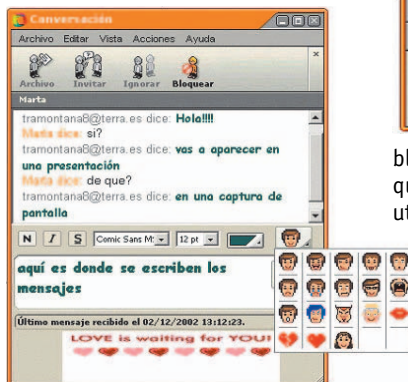 Conversación
Archivo Editar Vista Acciones Ayuda
Archivo Invitar Ignorar Bloquear
Marta
tramontana8@terra.es dice: Hola!!!!
Marta dice: si?
tramontana8@terra.es dice: vas a aparecer en
una presentación
Marta dice: de que?
tramontana8@terra.es dice: en una captura de
pantalla
N I S Comic Sans M 12 pt
aquí es donde se escriben los
mensajes
Último mensaje recibido el 02/12/2002 13:12:23.
LOVE is waiting for YOU!
bl
qu
ut